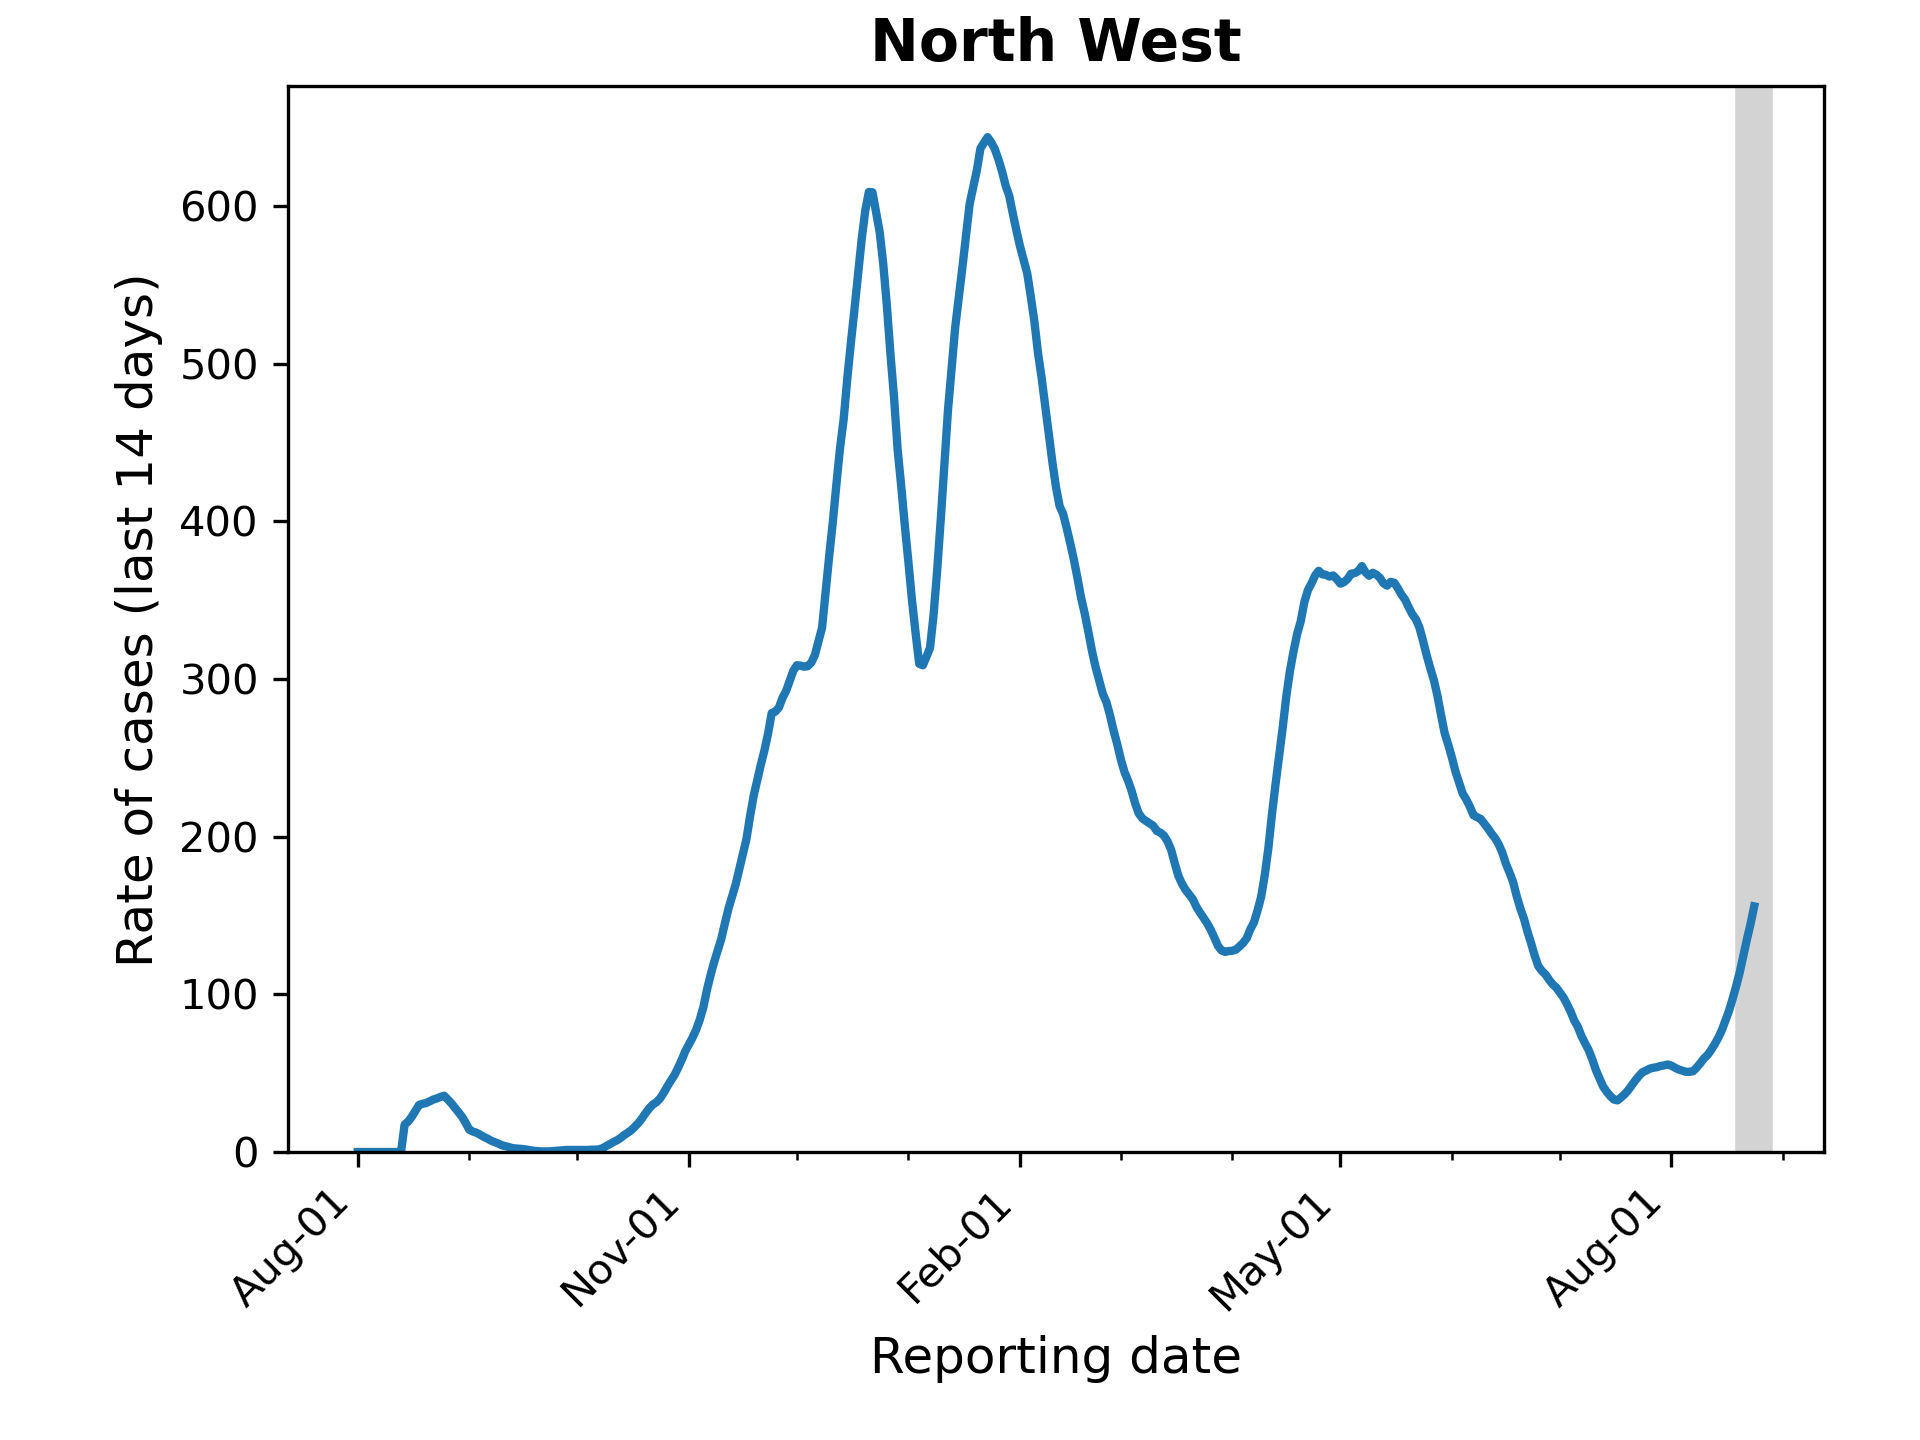 North West
Rate of cases (last 14 days)
600
500
400
300
200
100
0
Aug-01
Nov-01
Feb-01
May-01
Aug-01
Reporting date